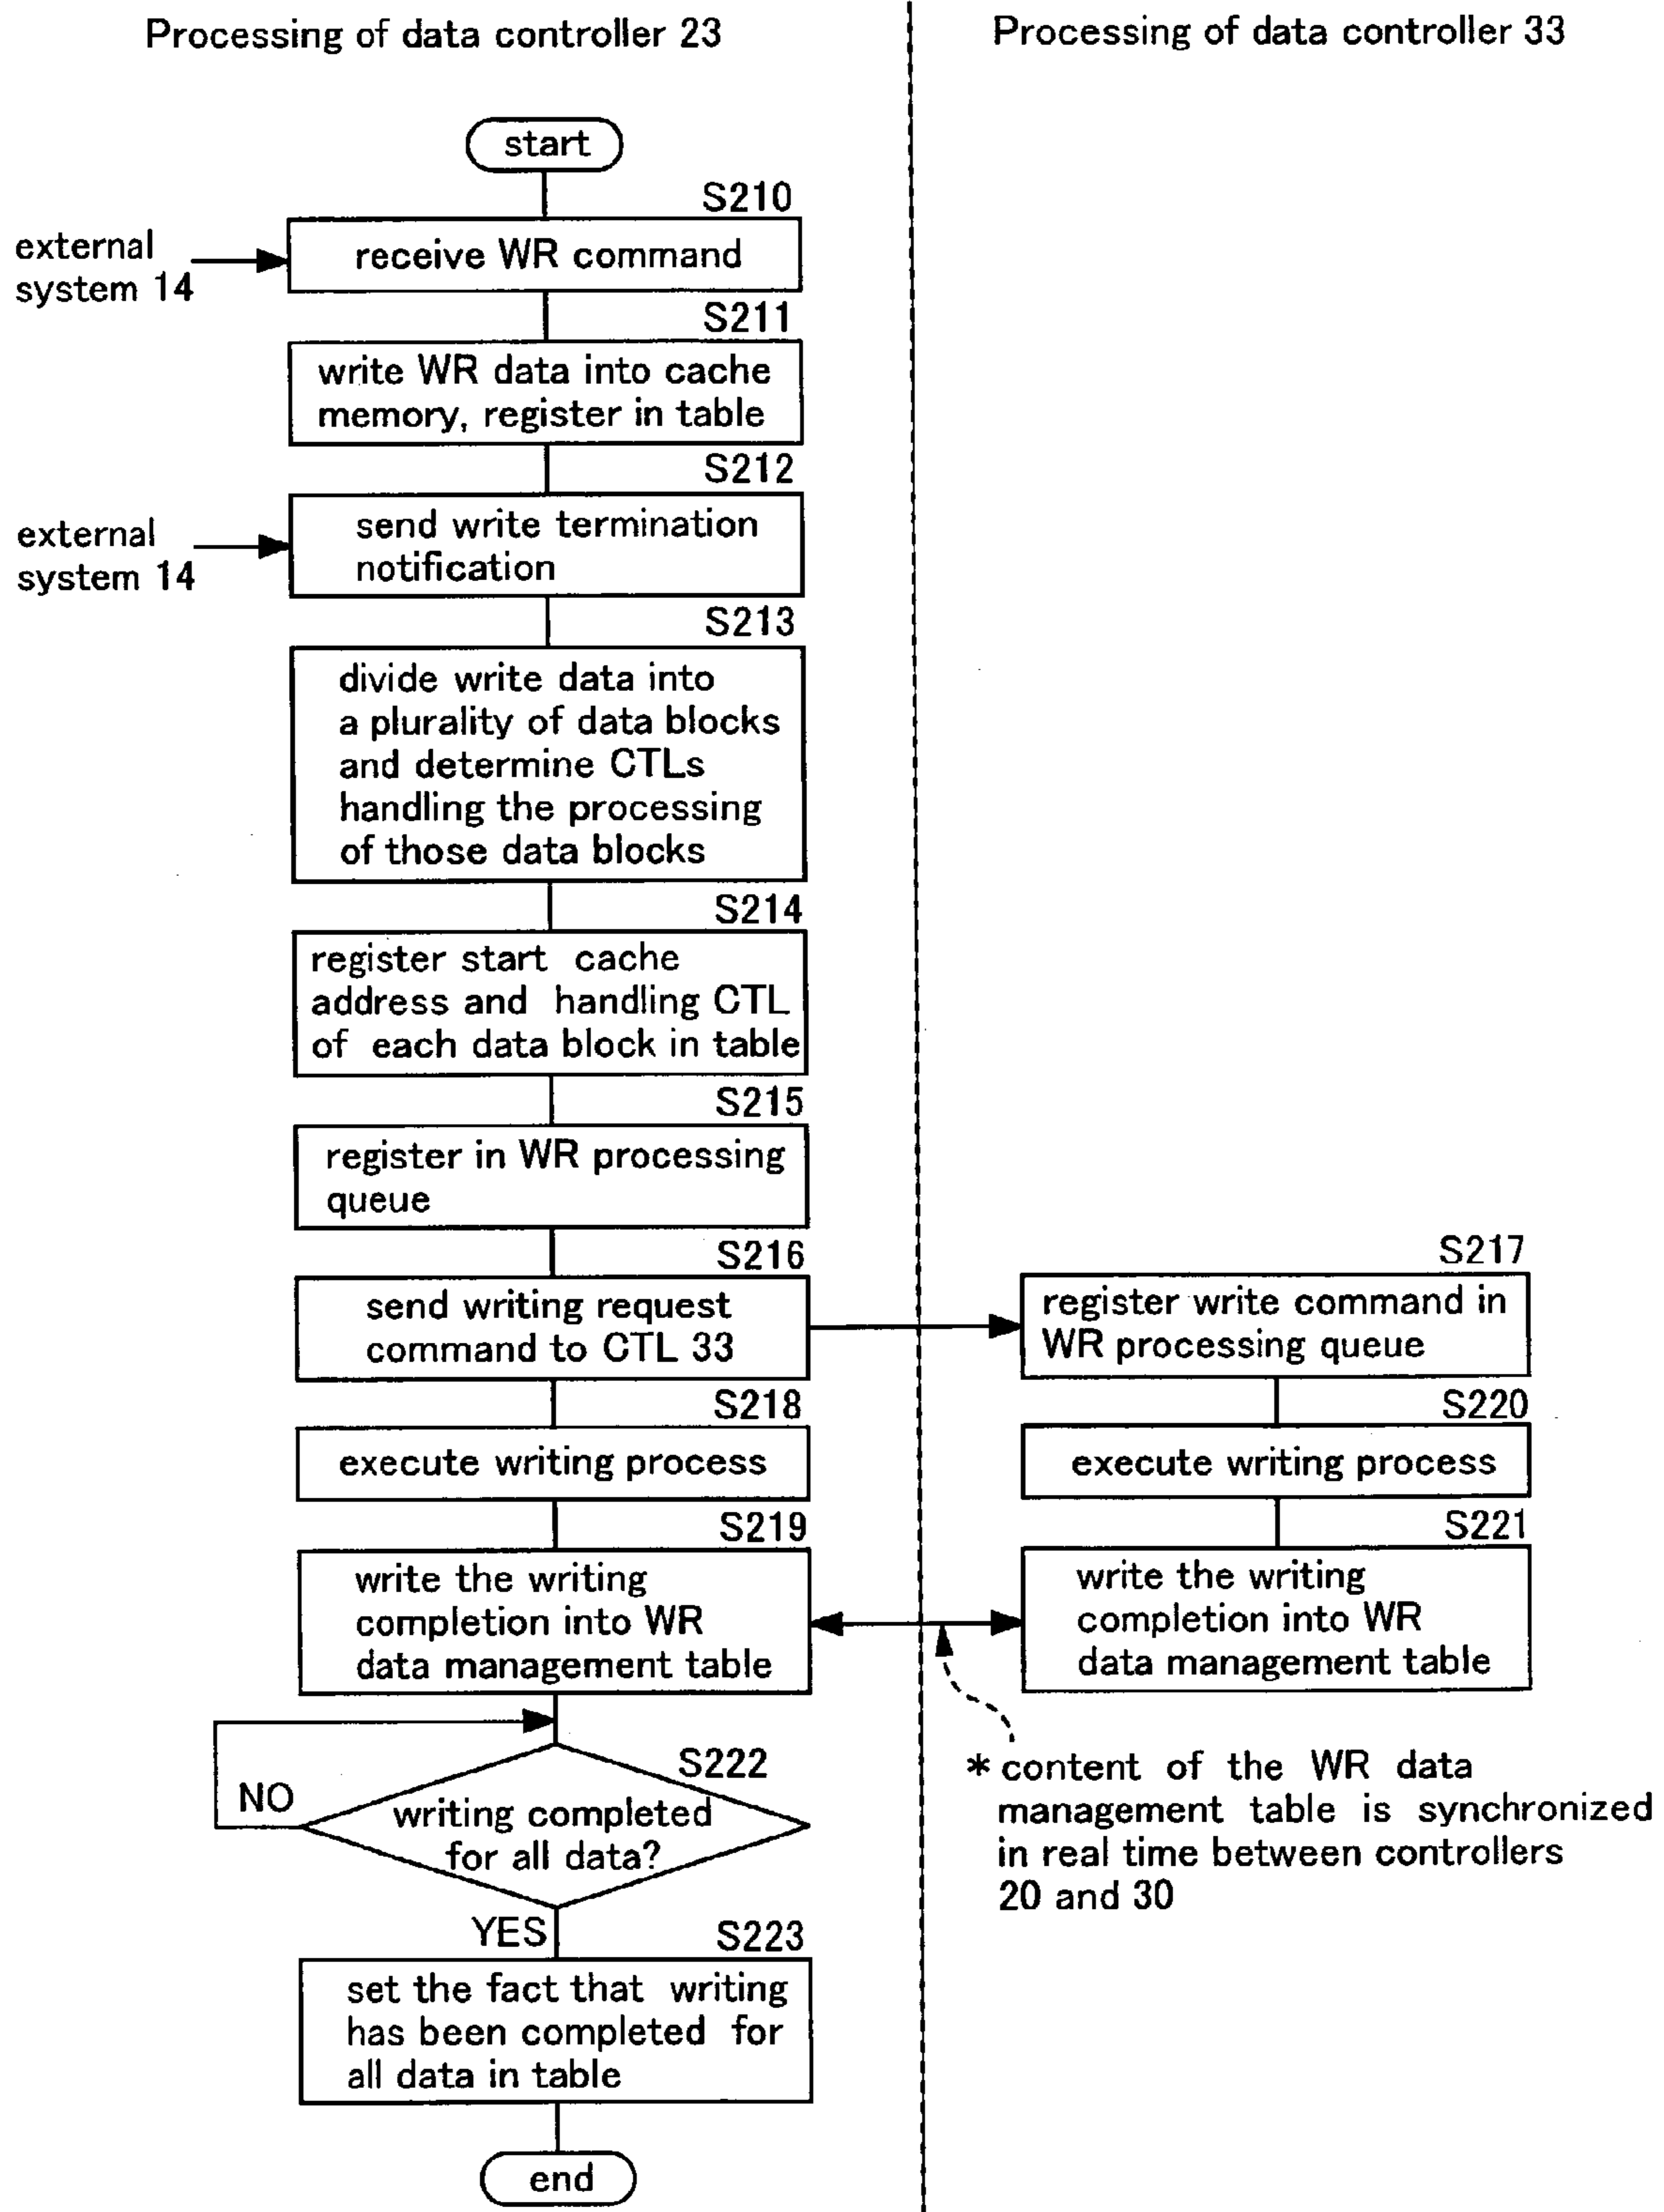 Processing of data controller 23
Processing of data controller 33
start
S210
external
system 14
receive WR command
S211
write WR data into cache
memory, register in table
S212
external
system 14
send write termination
notification
S213
divide write data into
a plurality of data blocks
and determine CTLs
handling the processing
of those data blocks
S214
register start cache
address and handling CTL
of each data block in table
S215
register in WR processing
queue
S216
send writing request
command to CTL 33
S217
register write command in
WR processing queue
S218
execute writing process
S220
execute writing process
S219
write the writing
completion into WR
data management table
S221
write the writing
completion into WR
data management table
* content of the WR data
management table is synchronized
in real time between controllers
20 and 30
S222
NO
writing completed
for all data?
YES
S223
set the fact that writing
has been completed for
all data in table
end